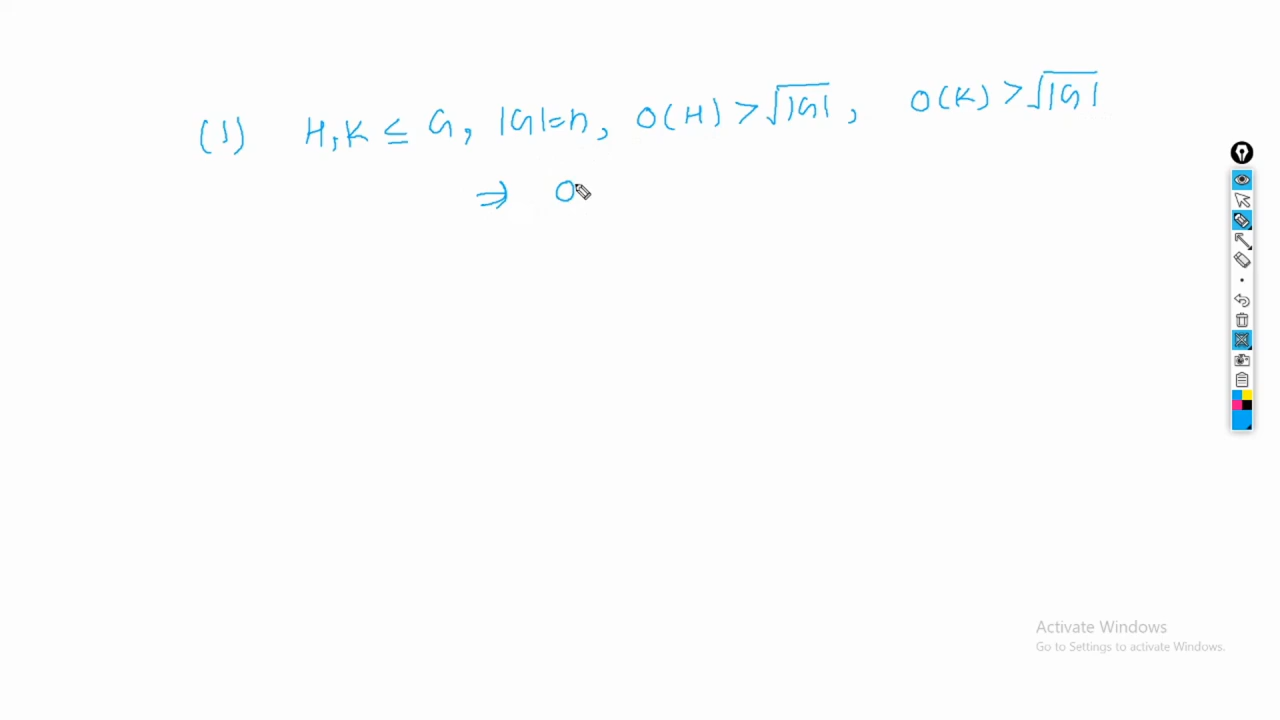 (1) H, K ≤ G, |G|=n, O(H) > √|G|, O(K) > √|G|
⇒ O
Activate Windows
Go to Settings to activate Windows.